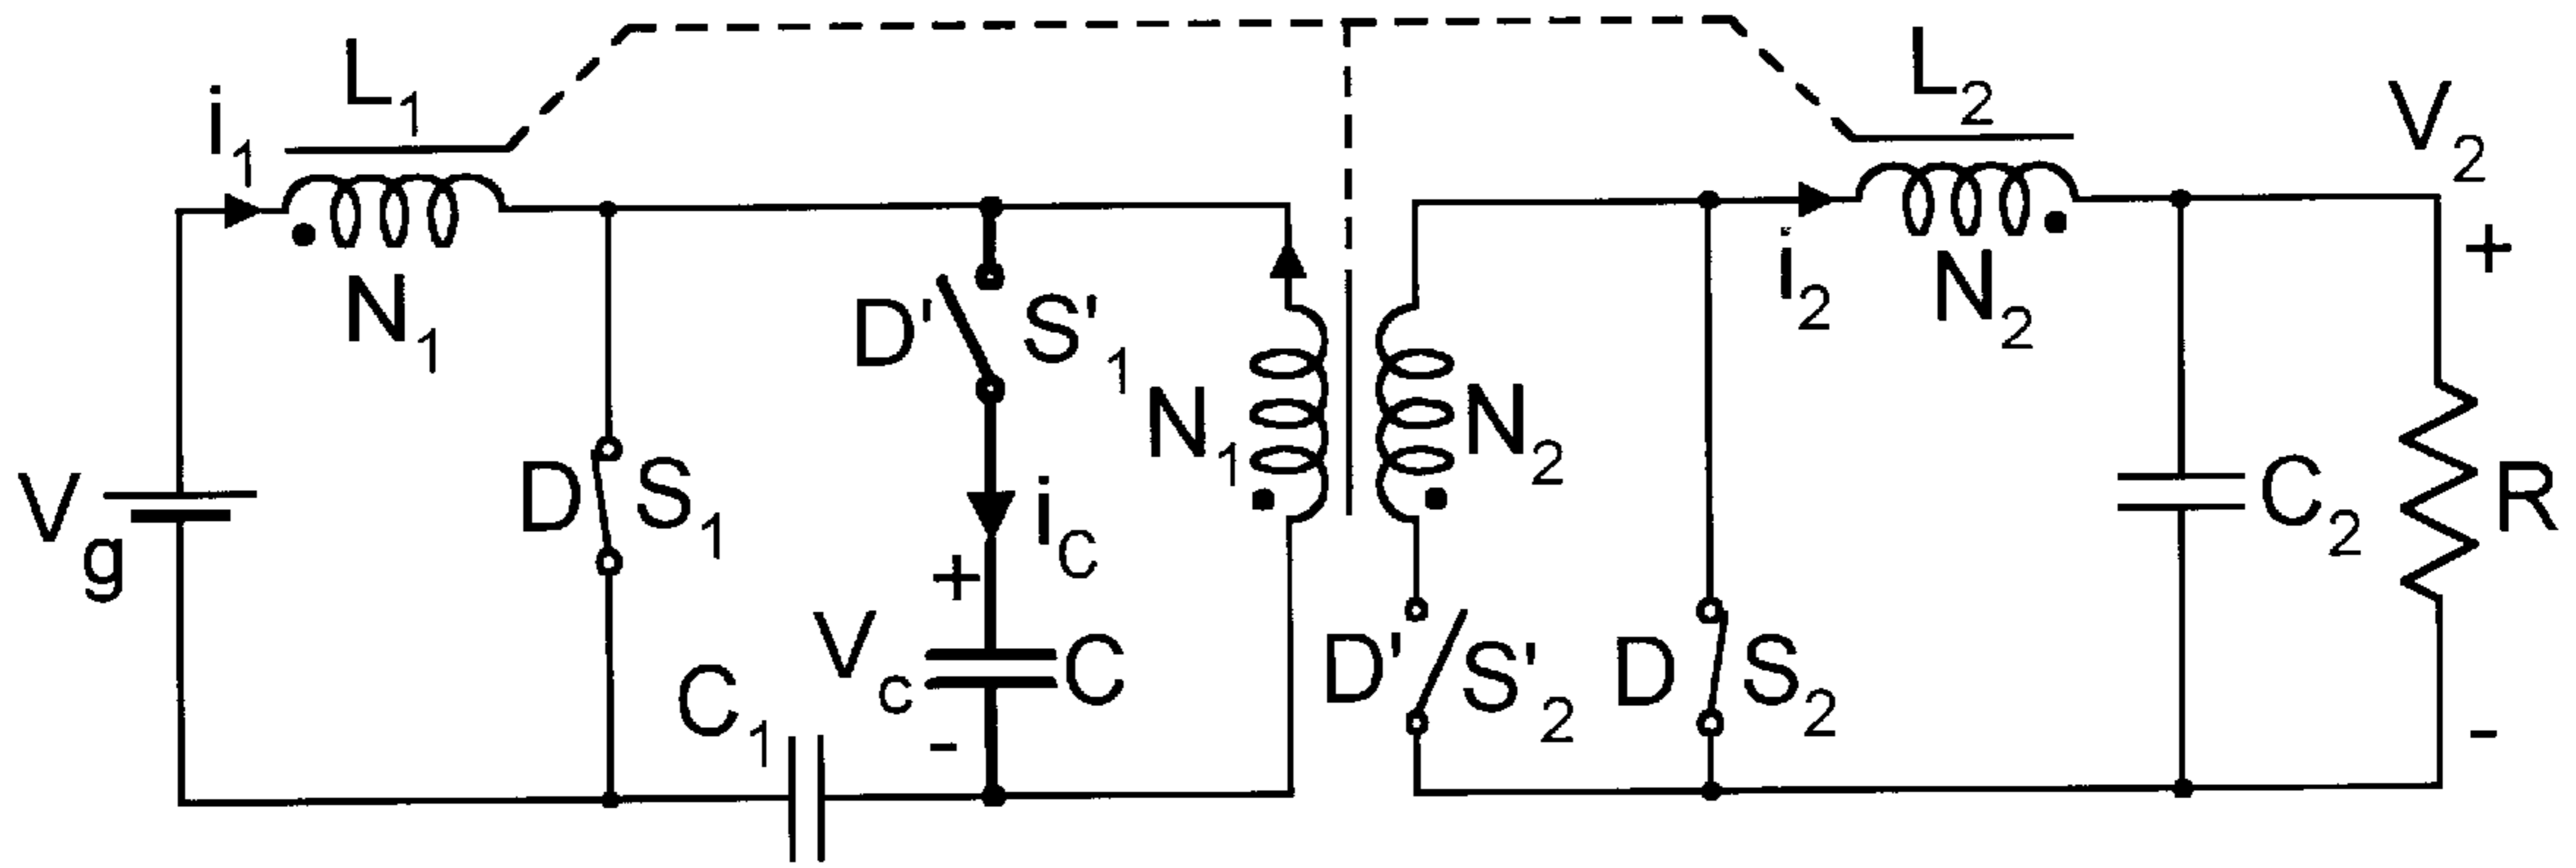 i1
L1
N1
Vg
D S1
D' S'1
iC
+
VC
C
-
C1
N1
N2
D' S'2
D S2
i2
L2
N2
C2
V2
+
R
-